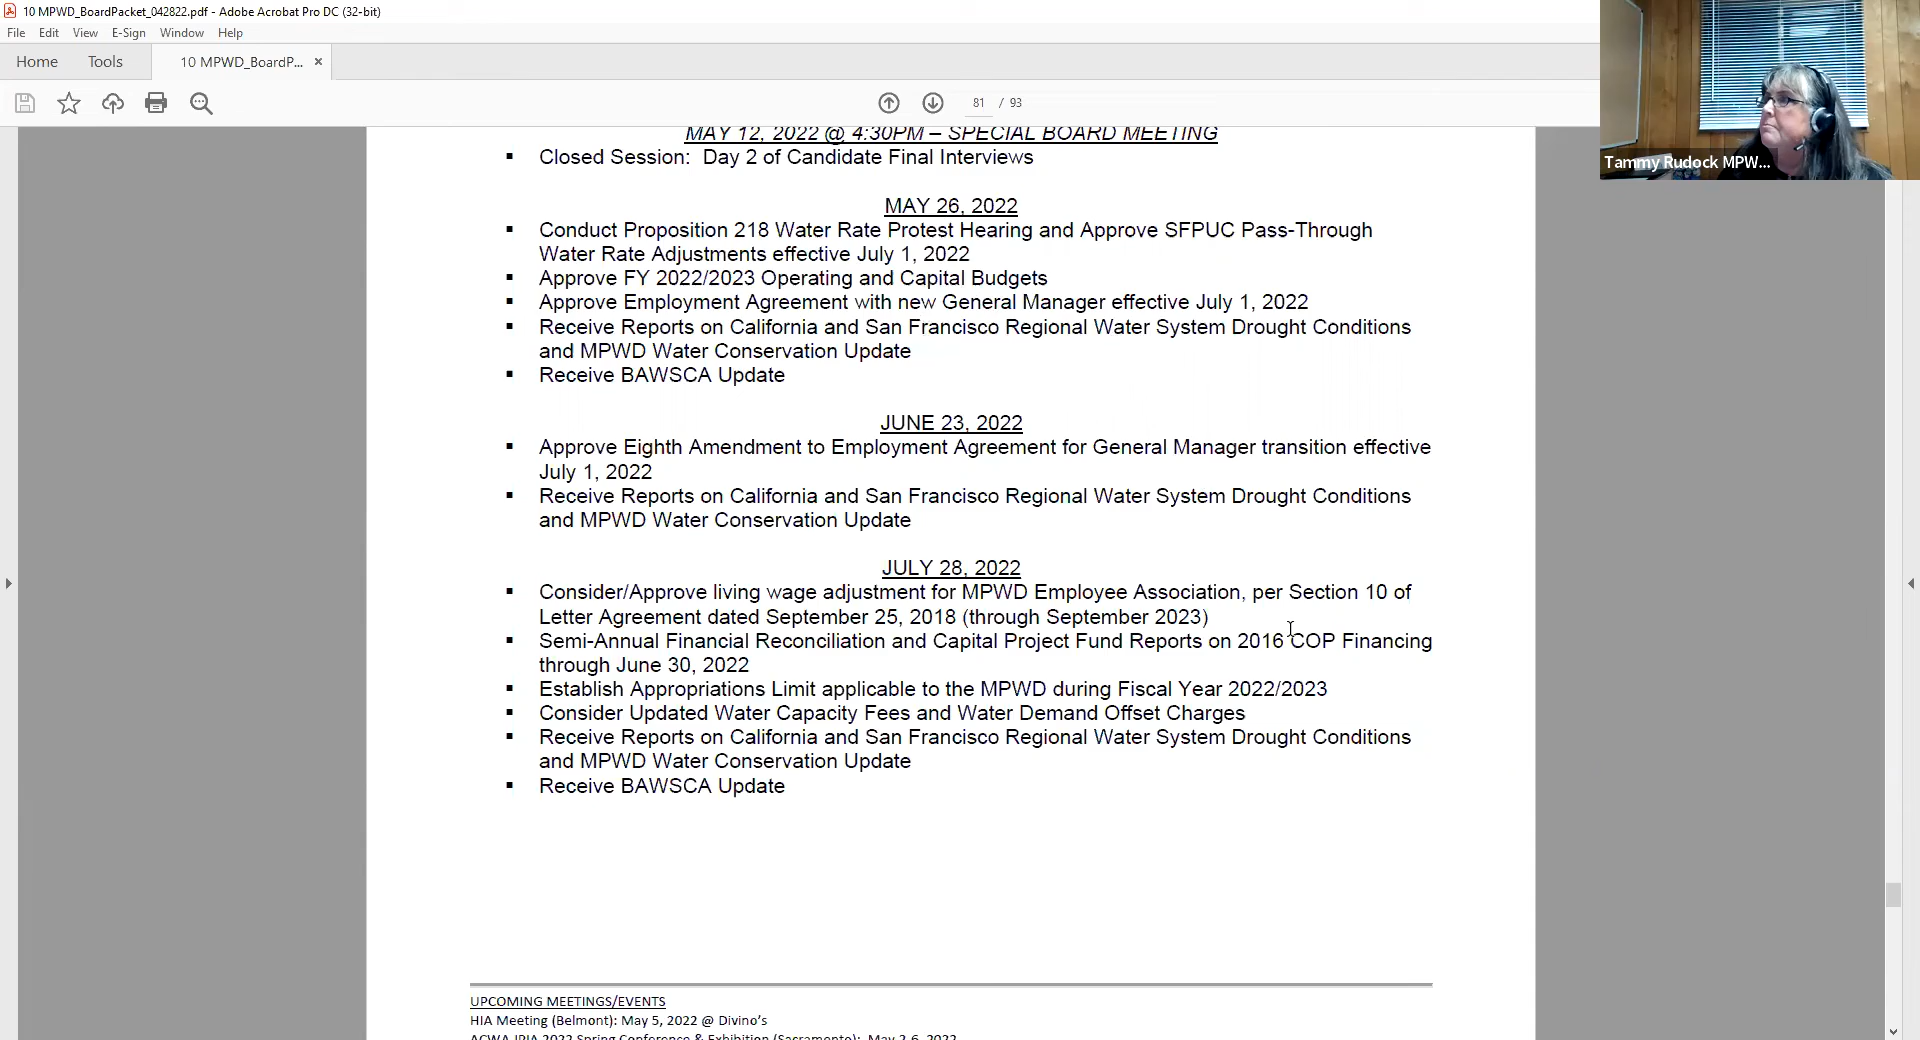 10 MPWD_BoardPacket_042822.pdf - Adobe Acrobat Pro DC (32-bit)
File Edit View E-Sign Window Help
Home Tools 10 MPWD_BoardP... ×
81 / 93
Tammy Rudock MPW...
MAY 12, 2022 @ 4:30PM – SPECIAL BOARD MEETING
▪ Closed Session: Day 2 of Candidate Final Interviews
MAY 26, 2022
▪ Conduct Proposition 218 Water Rate Protest Hearing and Approve SFPUC Pass-Through
Water Rate Adjustments effective July 1, 2022
▪ Approve FY 2022/2023 Operating and Capital Budgets
▪ Approve Employment Agreement with new General Manager effective July 1, 2022
▪ Receive Reports on California and San Francisco Regional Water System Drought Conditions
and MPWD Water Conservation Update
▪ Receive BAWSCA Update
JUNE 23, 2022
▪ Approve Eighth Amendment to Employment Agreement for General Manager transition effective
July 1, 2022
▪ Receive Reports on California and San Francisco Regional Water System Drought Conditions
and MPWD Water Conservation Update
JULY 28, 2022
▪ Consider/Approve living wage adjustment for MPWD Employee Association, per Section 10 of
Letter Agreement dated September 25, 2018 (through September 2023)
▪ Semi-Annual Financial Reconciliation and Capital Project Fund Reports on 2016 COP Financing
through June 30, 2022
▪ Establish Appropriations Limit applicable to the MPWD during Fiscal Year 2022/2023
▪ Consider Updated Water Capacity Fees and Water Demand Offset Charges
▪ Receive Reports on California and San Francisco Regional Water System Drought Conditions
and MPWD Water Conservation Update
▪ Receive BAWSCA Update
UPCOMING MEETINGS/EVENTS
HIA Meeting (Belmont): May 5, 2022 @ Divino's
ACWA JPIA 2022 Spring Conference & Exhibition (Sacramento): May 2-6, 2022